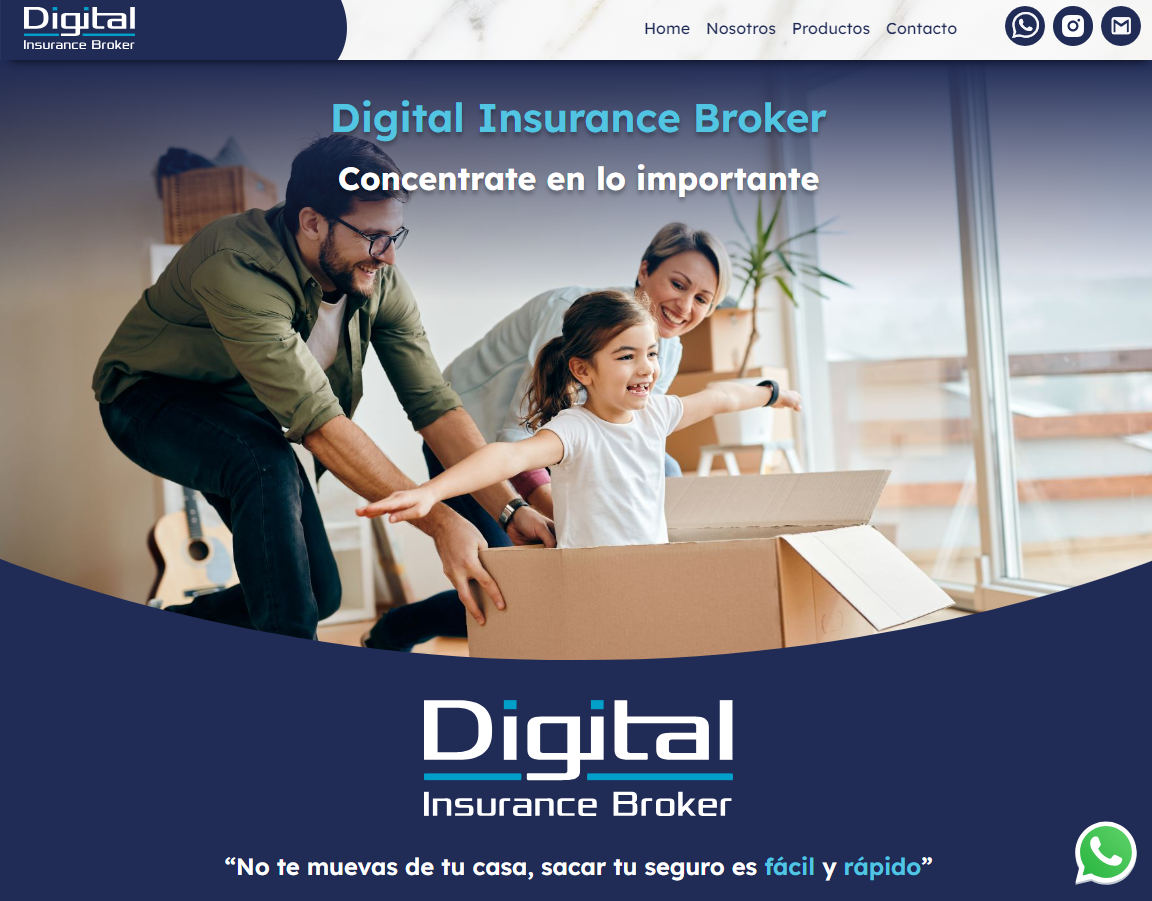 Digital
Insurance Broker
Home Nosotros Productos Contacto
Digital Insurance Broker
Concentrate en lo importante
Digital
Insurance Broker
“No te muevas de tu casa, sacar tu seguro es fácil y rápido”